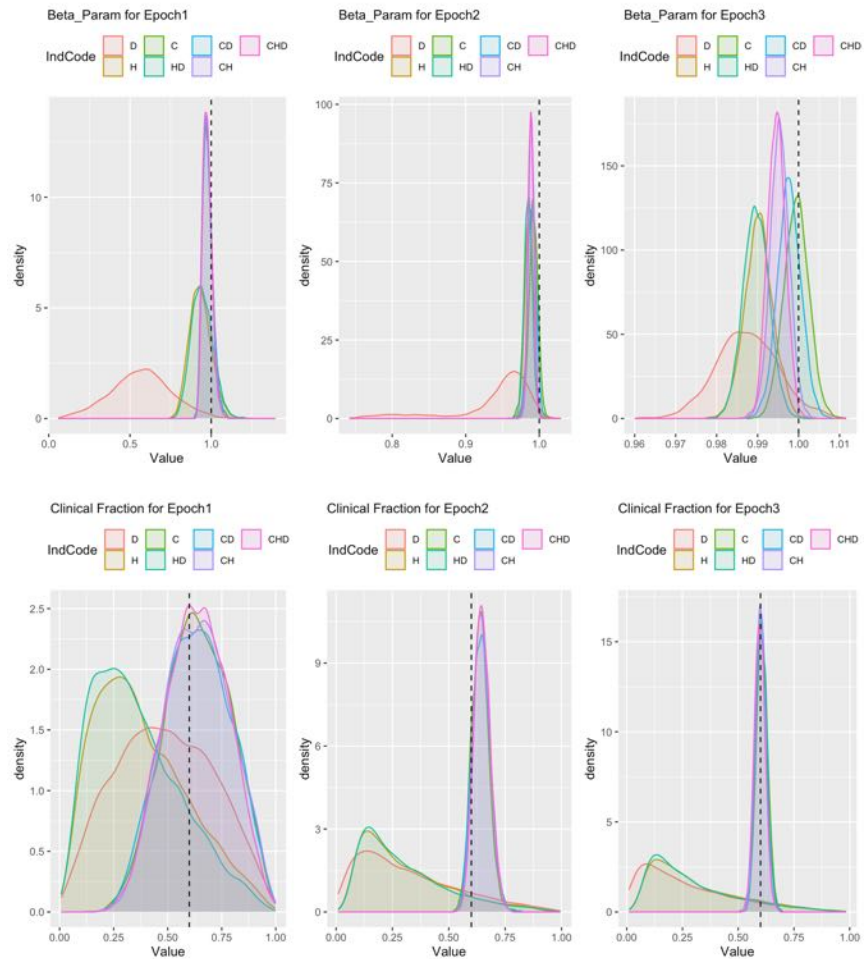 Beta_Param for Epoch1
IndCode D C CD CHD
H HD CH
density
10
5
0
0.0 0.5 1.0
Value
Beta_Param for Epoch2
IndCode D C CD CHD
H HD CH
density
100
75
50
25
0
0.8 0.9 1.0
Value
Beta_Param for Epoch3
IndCode D C CD CHD
H HD CH
density
150
100
50
0
0.96 0.97 0.98 0.99 1.00 1.01
Value
Clinical Fraction for Epoch1
IndCode D C CD CHD
H HD CH
density
2.5
2.0
1.5
1.0
0.5
0.0
0.00 0.25 0.50 0.75 1.00
Value
Clinical Fraction for Epoch2
IndCode D C CD CHD
H HD CH
density
9
6
3
0
0.00 0.25 0.50 0.75 1.00
Value
Clinical Fraction for Epoch3
IndCode D C CD CHD
H HD CH
density
15
10
5
0
0.00 0.25 0.50 0.75 1.00
Value